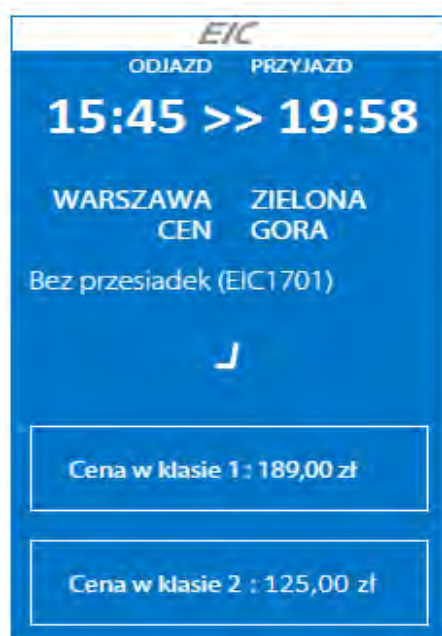 EIC
ODJAZD PRZYJAZD
15:45 >> 19:58
WARSZAWA ZIELONA
CEN GORA
Bez przesiadek (EIC1701)
Cena w klasie 1 : 189,00 zł
Cena w klasie 2 : 125,00 zł